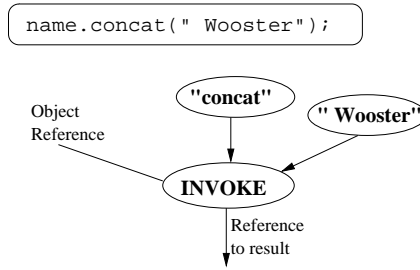 name.concat(" Wooster");
"concat"
Object
Reference
" Wooster"
INVOKE
Reference
to result